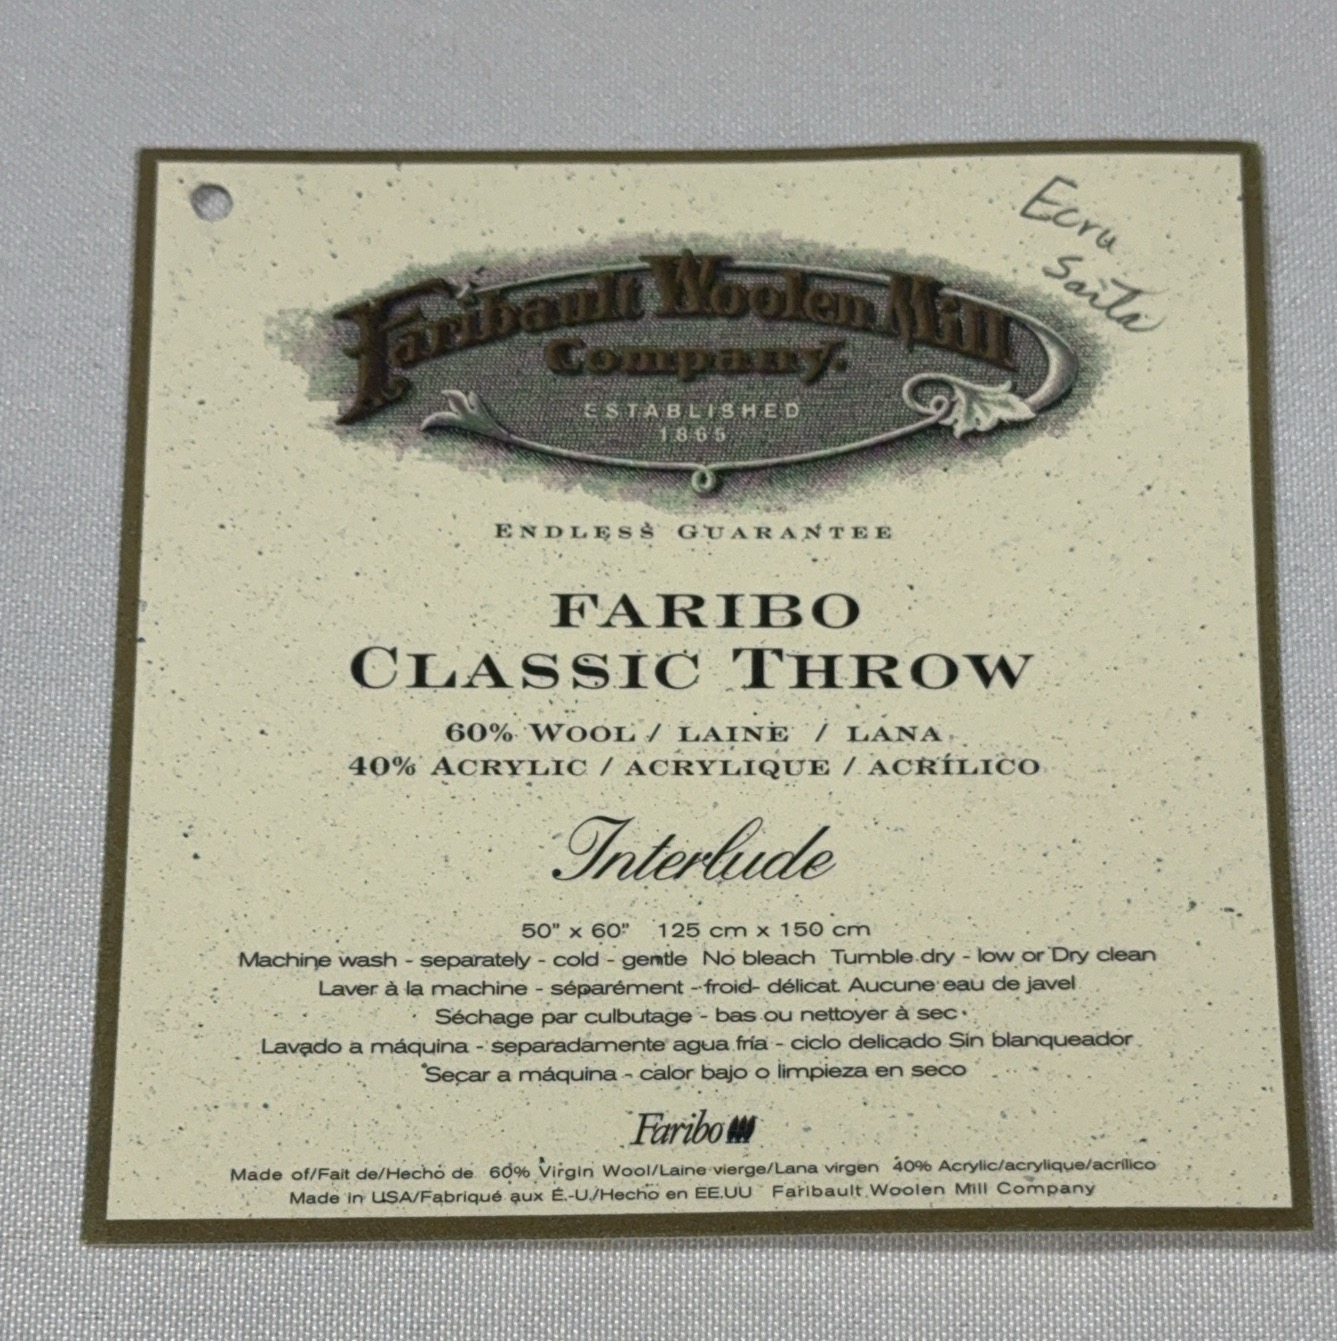 Ecru
Saita
Faribault Woolen Mill
Company.
ESTABLISHED
1865
ENDLESS GUARANTEE
FARIBO
CLASSIC THROW
60% WOOL / LAINE / LANA
40% ACRYLIC / ACRYLIQUE / ACRÍLICO
Interlude
50" x 60" 125 cm x 150 cm
Machine wash - separately - cold - gentle No bleach Tumble dry - low or Dry clean
Laver à la machine - séparément - froid- délicat Aucune eau de javel
Séchage par culbutage - bas ou nettoyer à sec
Lavado a máquina - separadamente agua fría - ciclo delicado Sin blanqueador
Secar a máquina - calor bajo o limpieza en seco
Faribo
Made of/Fait de/Hecho de 60% Virgin Wool/Laine vierge/Lana virgen 40% Acrylic/acrylique/acrílico
Made in USA/Fabriqué aux É.-U./Hecho en EE.UU Faribault Woolen Mill Company